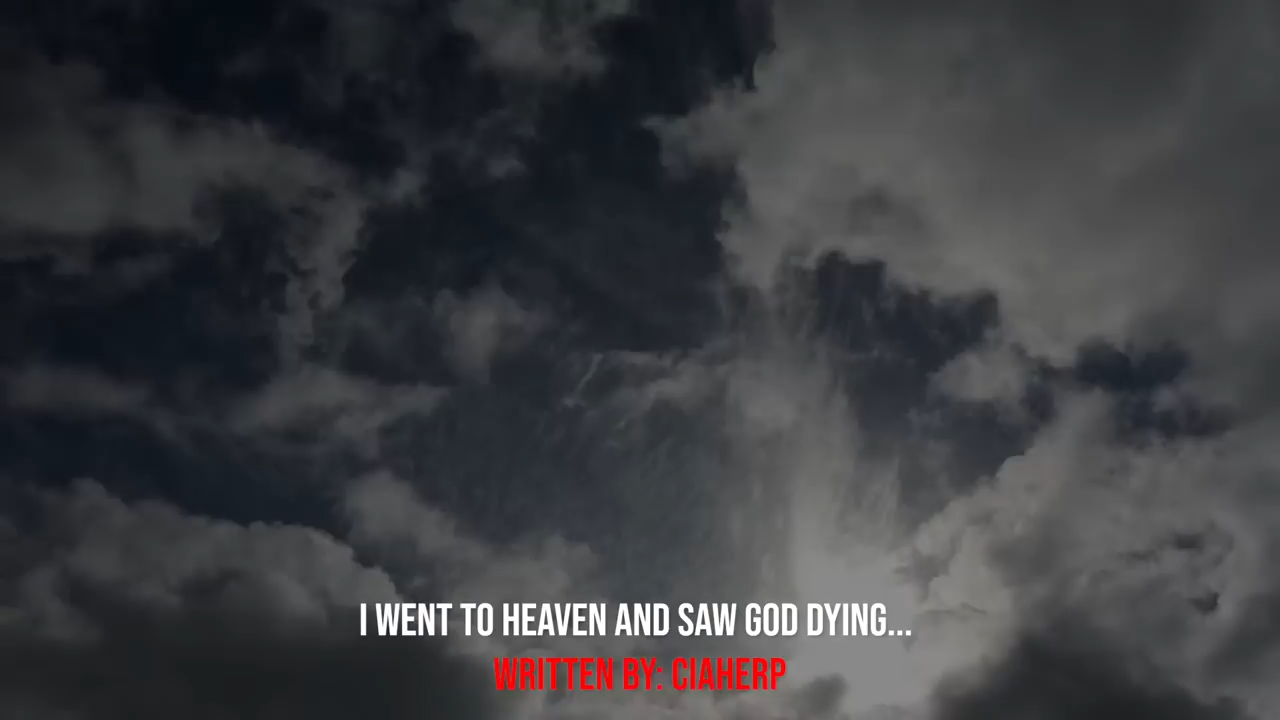 I WENT TO HEAVEN AND SAW GOD DYING...
WRITTEN BY: CIAHERP